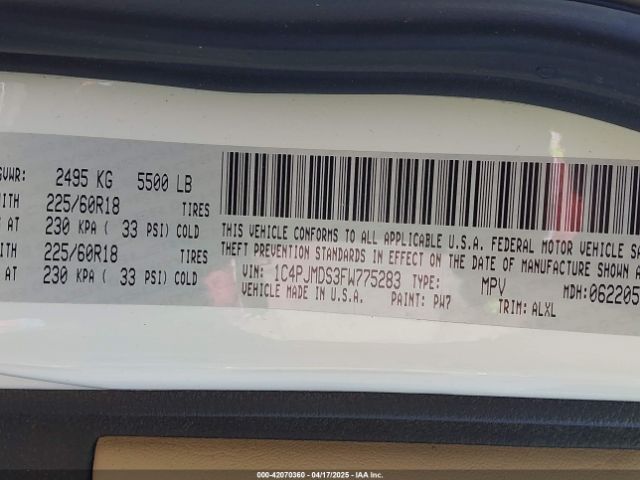 GVWR: 2495 KG 5500 LB
WITH 225/60R18 TIRES
AT 230 KPA ( 33 PSI) COLD
WITH 225/60R18 TIRES
AT 230 KPA ( 33 PSI) COLD
THIS VEHICLE CONFORMS TO ALL APPLICABLE U.S.A. FEDERAL MOTOR VEHICLE SA
THEFT PREVENTION STANDARDS IN EFFECT ON THE DATE OF MANUFACTURE SHOWN
VIN: 1C4PJMDS3FW775283 TYPE: MPV MDH:062205
VEHICLE MADE IN U.S.A. PAINT: PW7 TRIM: ALXL
000-42070360 - 04/17/2025 - IAA Inc.